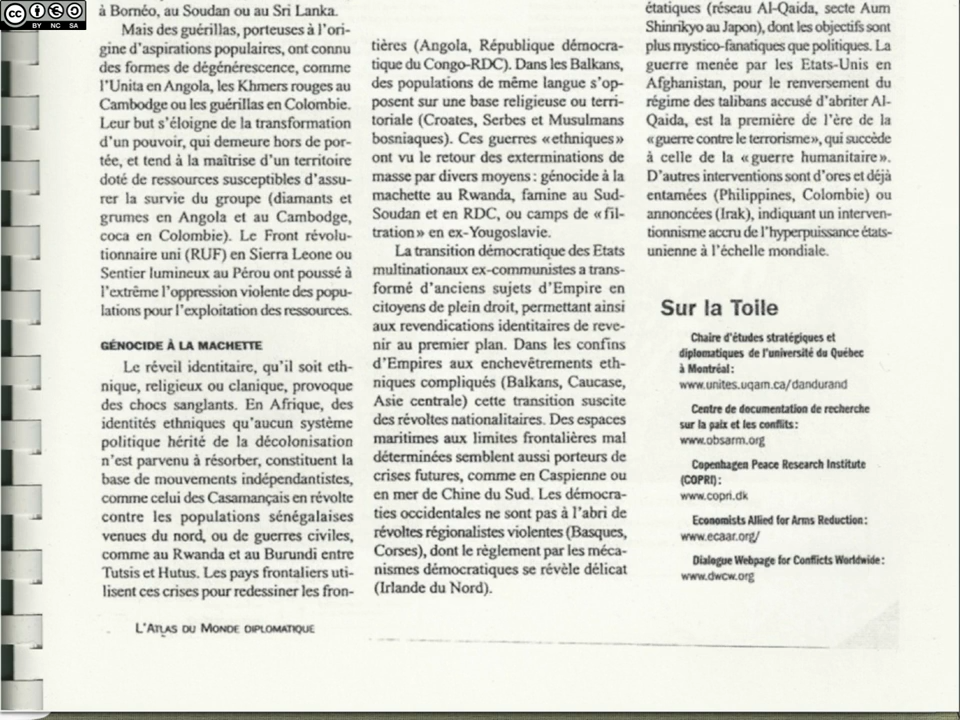 CC BY NC SA
à Bornéo, au Soudan ou au Sri Lanka.
Mais des guérillas, porteuses à l'ori-
gine d'aspirations populaires, ont connu
des formes de dégénérescence, comme
l'Unita en Angola, les Khmers rouges au
Cambodge ou les guérillas en Colombie.
Leur but s'éloigne de la transformation
d'un pouvoir, qui demeure hors de por-
tée, et tend à la maîtrise d'un territoire
doté de ressources susceptibles d'assu-
rer la survie du groupe (diamants et
grumes en Angola et au Cambodge,
coca en Colombie). Le Front révolu-
tionnaire uni (RUF) en Sierra Leone ou
Sentier lumineux au Pérou ont poussé à
l'extrême l'oppression violente des popu-
lations pour l'exploitation des ressources.
GÉNOCIDE À LA MACHETTE
Le réveil identitaire, qu'il soit eth-
nique, religieux ou clanique, provoque
des chocs sanglants. En Afrique, des
identités ethniques qu'aucun système
politique hérité de la décolonisation
n'est parvenu à résorber, constituent la
base de mouvements indépendantistes,
comme celui des Casamançais en révolte
contre les populations sénégalaises
venues du nord, ou de guerres civiles,
comme au Rwanda et au Burundi entre
Tutsis et Hutus. Les pays frontaliers uti-
lisent ces crises pour redessiner les fron-
tières (Angola, République démocra-
tique du Congo-RDC). Dans les Balkans,
des populations de même langue s'op-
posent sur une base religieuse ou terri-
toriale (Croates, Serbes et Musulmans
bosniaques). Ces guerres «ethniques»
ont vu le retour des exterminations de
masse par divers moyens : génocide à la
machette au Rwanda, famine au Sud-
Soudan et en RDC, ou camps de «fil-
tration» en ex-Yougoslavie.
La transition démocratique des Etats
multinationaux ex-communistes a trans-
formé d'anciens sujets d'Empire en
citoyens de plein droit, permettant ainsi
aux revendications identitaires de reve-
nir au premier plan. Dans les confins
d'Empires aux enchevêtrements eth-
niques compliqués (Balkans, Caucase,
Asie centrale) cette transition suscite
des révoltes nationalitaires. Des espaces
maritimes aux limites frontalières mal
déterminées semblent aussi porteurs de
crises futures, comme en Caspienne ou
en mer de Chine du Sud. Les démocra-
ties occidentales ne sont pas à l'abri de
révoltes régionalistes violentes (Basques,
Corses), dont le règlement par les méca-
nismes démocratiques se révèle délicat
(Irlande du Nord).
étatiques (réseau Al-Qaida, secte Aum
Shinrikyo au Japon), dont les objectifs sont
plus mystico-fanatiques que politiques. La
guerre menée par les Etats-Unis en
Afghanistan, pour le renversement du
régime des talibans accusé d'abriter Al-
Qaida, est la première de l'ère de la
«guerre contre le terrorisme», qui succède
à celle de la «guerre humanitaire».
D'autres interventions sont d'ores et déjà
entamées (Philippines, Colombie) ou
annoncées (Irak), indiquant un interven-
tionnisme accru de l'hyperpuissance états-
unienne à l'échelle mondiale.
Sur la Toile
Chaire d'études stratégiques et
diplomatiques de l'université du Québec
à Montréal :
www.unites.uqam.ca/dandurand
Centre de documentation de recherche
sur la paix et les conflits :
www.obsarm.org
Copenhagen Peace Research Institute
(COPRI) :
www.copri.dk
Economists Allied for Arms Reduction :
www.ecaar.org/
Dialogue Webpage for Conflicts Worldwide :
www.dwcw.org
L'ATLAS DU MONDE DIPLOMATIQUE